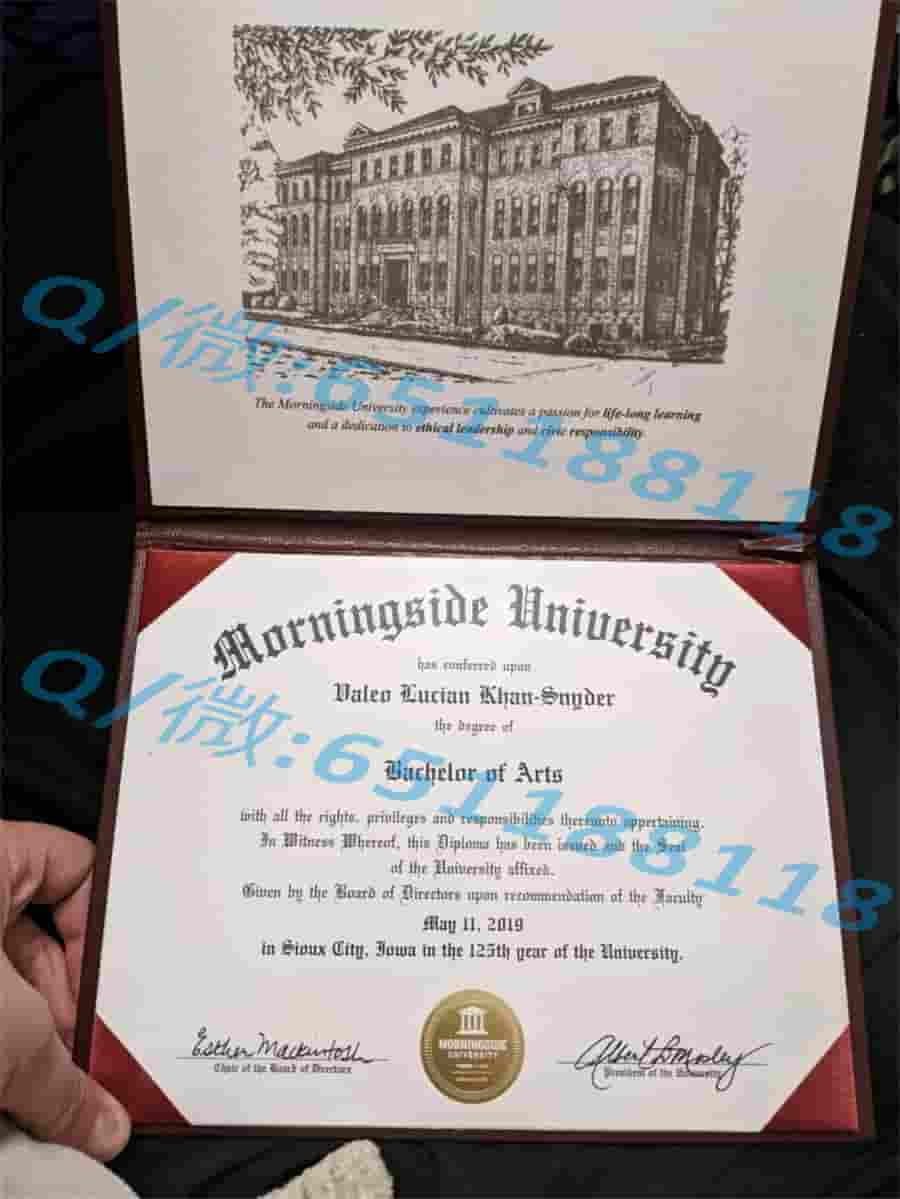 The Morningside University experience cultivates a passion for life-long learning
and a dedication to ethical leadership and civic responsibility.
Q/微:651188118
Morningside University
has conferred upon
Valeo Lucian Khan-Snyder
the degree of
Bachelor of Arts
with all the rights, privileges and responsibilities thereunto appertaining.
In Witness Whereof, this Diploma has been issued and the Seal
of the University affixed.
Given by the Board of Directors upon recommendation of the Faculty
May 11, 2019
in Sioux City, Iowa in the 125th year of the University.
Q/微:651188118
Esther Mackintosh
Chair of the Board of Directors
MORNINGSIDE
UNIVERSITY
Albert Mosley
President of the University